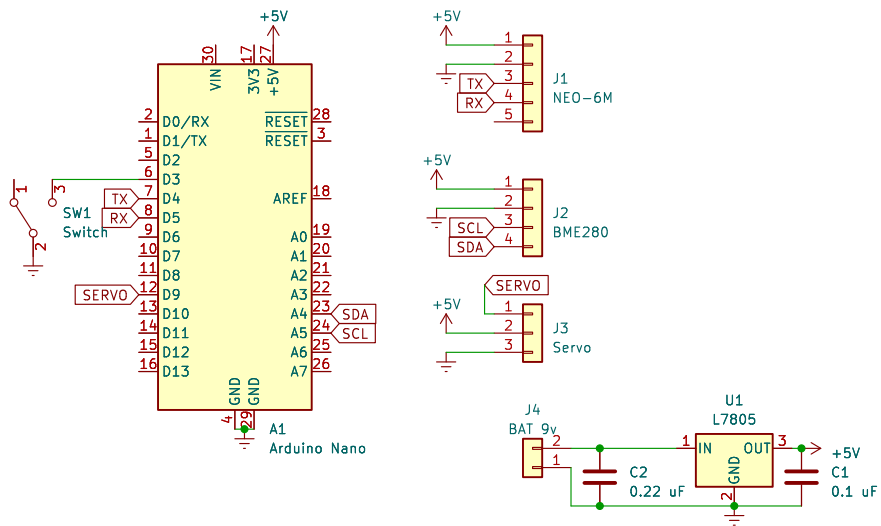 +5V
30
17
27
VIN
3V3
+5V
2
D0/RX
RESET
28
1
D1/TX
RESET
3
5
D2
6
D3
7
D4
AREF
18
8
D5
9
D6
A0
19
10
D7
A1
20
11
D8
A2
21
12
D9
A3
22
13
D10
A4
23
14
D11
A5
24
15
D12
A6
25
16
D13
A7
26
GND
GND
4
29
A1
Arduino Nano
1
3
2
SW1
Switch
TX
RX
SERVO
SDA
SCL
+5V
1
2
TX
3
RX
4
5
J1
NEO-6M
+5V
1
2
SCL
3
SDA
4
J2
BME280
SERVO
+5V
1
2
3
J3
Servo
J4
BAT 9v
2
1
C2
0.22 uF
U1
L7805
1
IN
OUT
3
GND
2
+5V
C1
0.1 uF